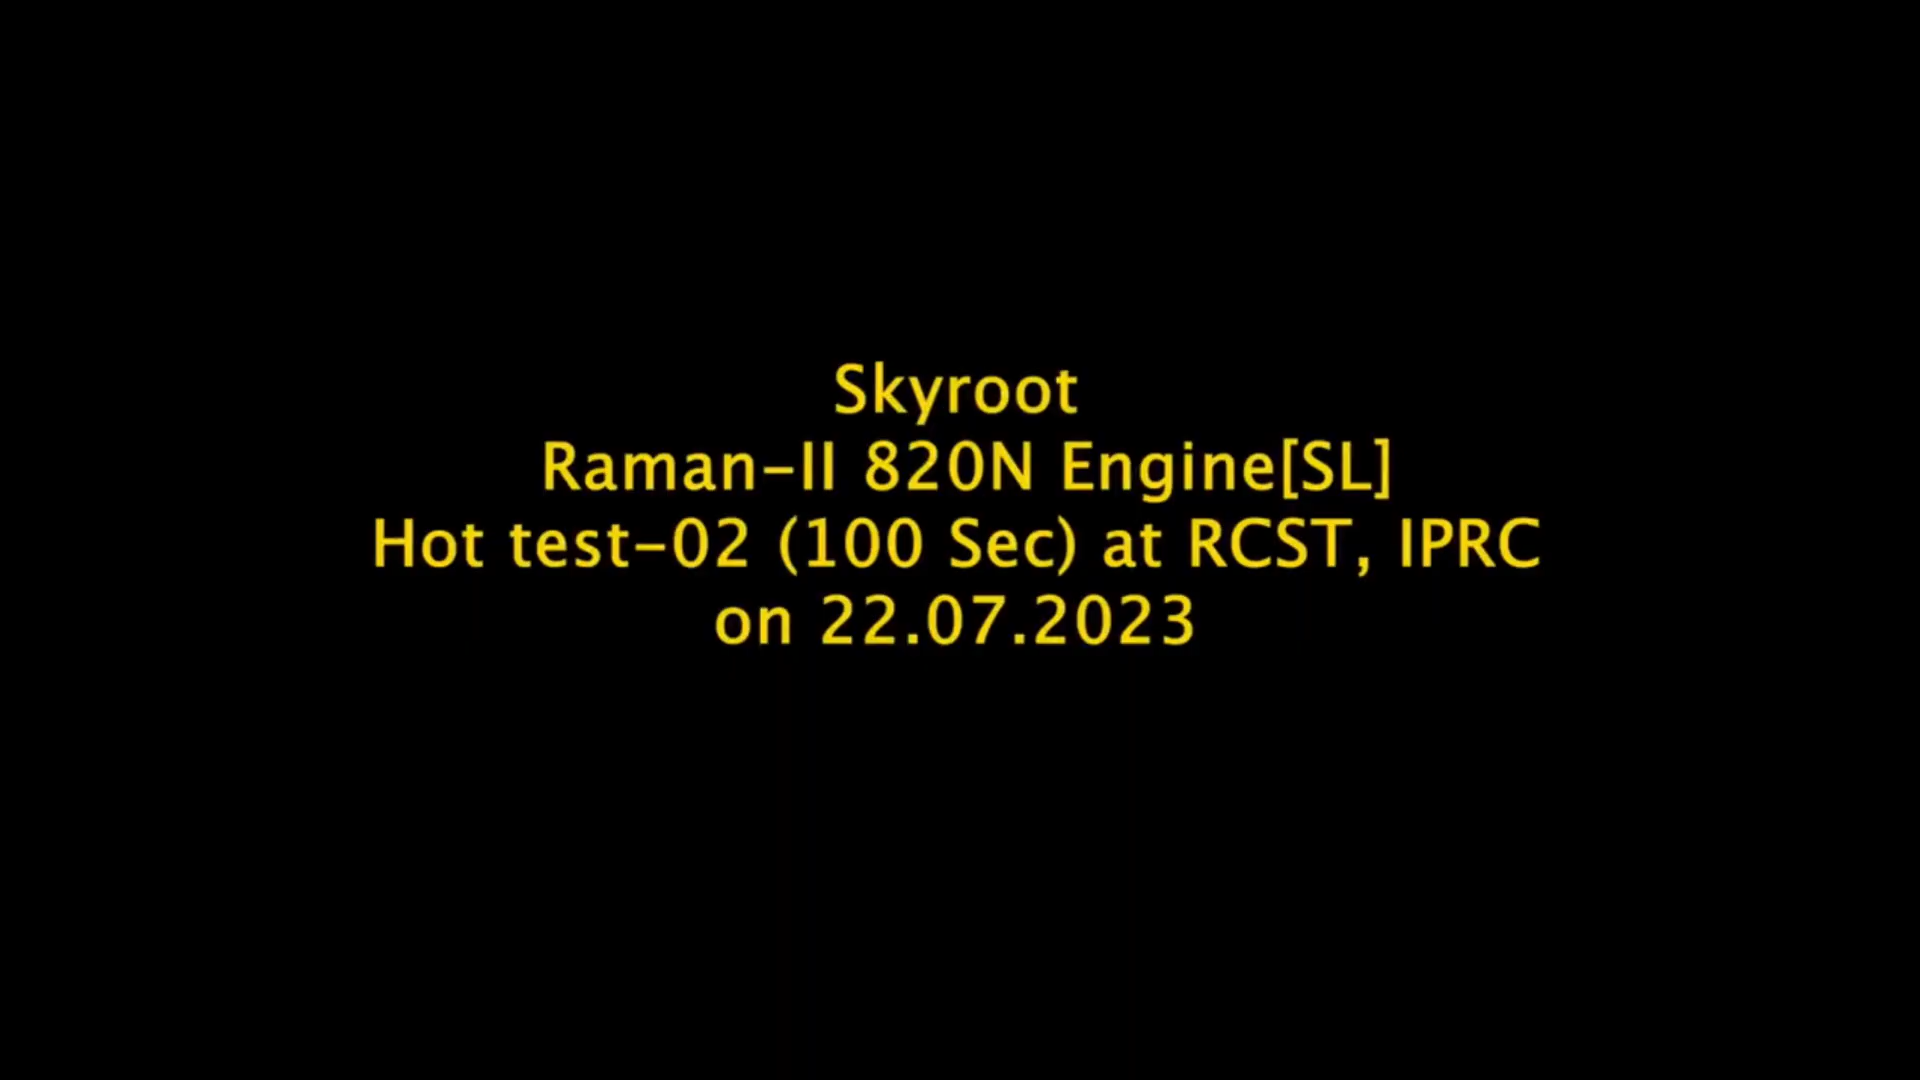 Skyroot
Raman-II 820N Engine[SL]
Hot test-02 (100 Sec) at RCST, IPRC
on 22.07.2023